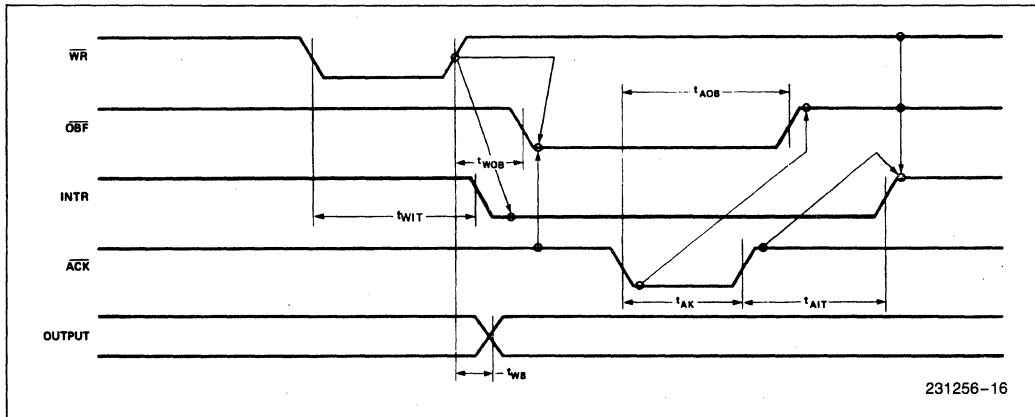 WR
OBF
tAOB
tWOB
INTR
tWIT
ACK
tAK
tAIT
OUTPUT
tWB
231256-16